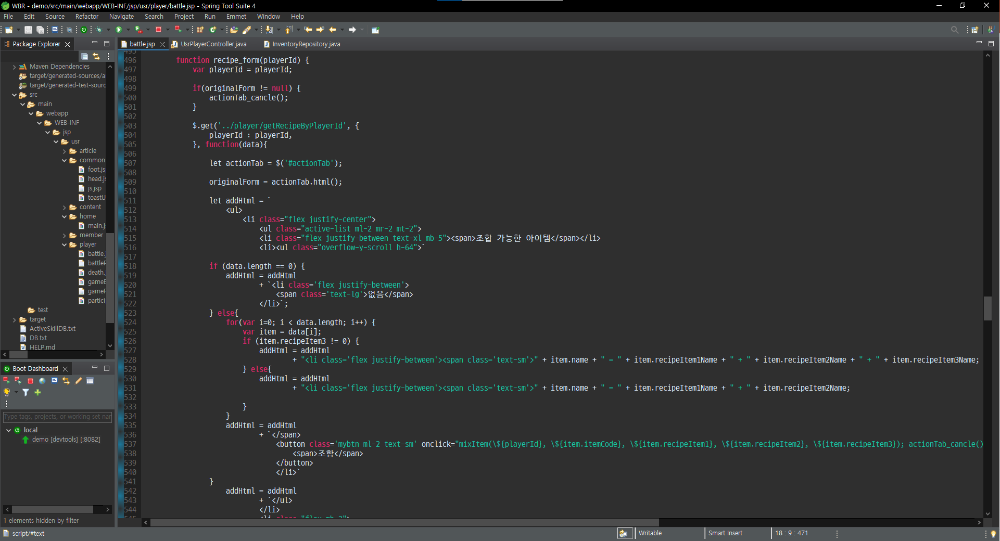 WBR - demo/src/main/webapp/WEB-INF/jsp/usr/player/battle.jsp - Spring Tool Suite 4
File Edit Source Refactor Navigate Search Project Run Emmet Window Help
Package Explorer
Maven Dependencies
target/generated-sources/a
target/generated-test-sourc
src
main
webapp
WEB-INF
jsp
usr
article
common
foot.js
head.js
js.jsp
toastU
content
home
main.j
member
player
battle.
battleP
death.
gameE
gameF
partici
test
target
ActiveSkillDB.txt
DB.txt
HELP.md
Boot Dashboard
Type tags, projects, or working set nar
local
demo [devtools] [:8082]
1 elements hidden by filter
battle.jsp UsrPlayerController.java InventoryRepository.java
495
496 function recipe_form(playerId) {
497 var playerId = playerId;
498
499 if(originalForm != null) {
500 actionTab_cancle();
501 }
502
503 $.get('../player/getRecipeByPlayerId', {
504 playerId : playerId,
505 }, function(data){
506
507 let actionTab = $('#actionTab');
508
509 originalForm = actionTab.html();
510
511 let addHtml = `
512 <ul>
513 <li class="flex justify-center">
514 <ul class="active-list ml-2 mr-2 mt-2">
515 <li class="flex justify-between text-xl mb-5"><span>조합 가능한 아이템</span></li>
516 <li><ul class="overflow-y-scroll h-64">`
517
518 if (data.length == 0) {
519 addHtml = addHtml
520 + `<li class='flex justify-between'>
521 <span class='text-lg'>없음</span>
522 </li>`;
523 } else{
524 for(var i=0; i < data.length; i++) {
525 var item = data[i];
526 if (item.recipeItem3 != 0) {
527 addHtml = addHtml
528 + "<li class='flex justify-between'><span class='text-sm'>" + item.name + " = " + item.recipeItem1Name + " + " + item.recipeItem2Name + " + " + item.recipeItem3Name;
529 } else{
530 addHtml = addHtml
531 + "<li class='flex justify-between'><span class='text-sm'>" + item.name + " = " + item.recipeItem1Name + " + " + item.recipeItem2Name;
532
533 }
534 }
535 addHtml = addHtml
536 + `</span>
537 <button class='mybtn ml-2 text-sm' onclick="mixItem(\${playerId}, \${item.itemCode}, \${item.recipeItem1}, \${item.recipeItem2}, \${item.recipeItem3}); actionTab_cancle()
538 <span>조합</span>
539 </button>
540 </li>`
541 }
542 addHtml = addHtml
543 + `</ul>
544 </li>
545 <li class="flex mb-2">
script/#text Writable Smart Insert 18 : 9 : 471